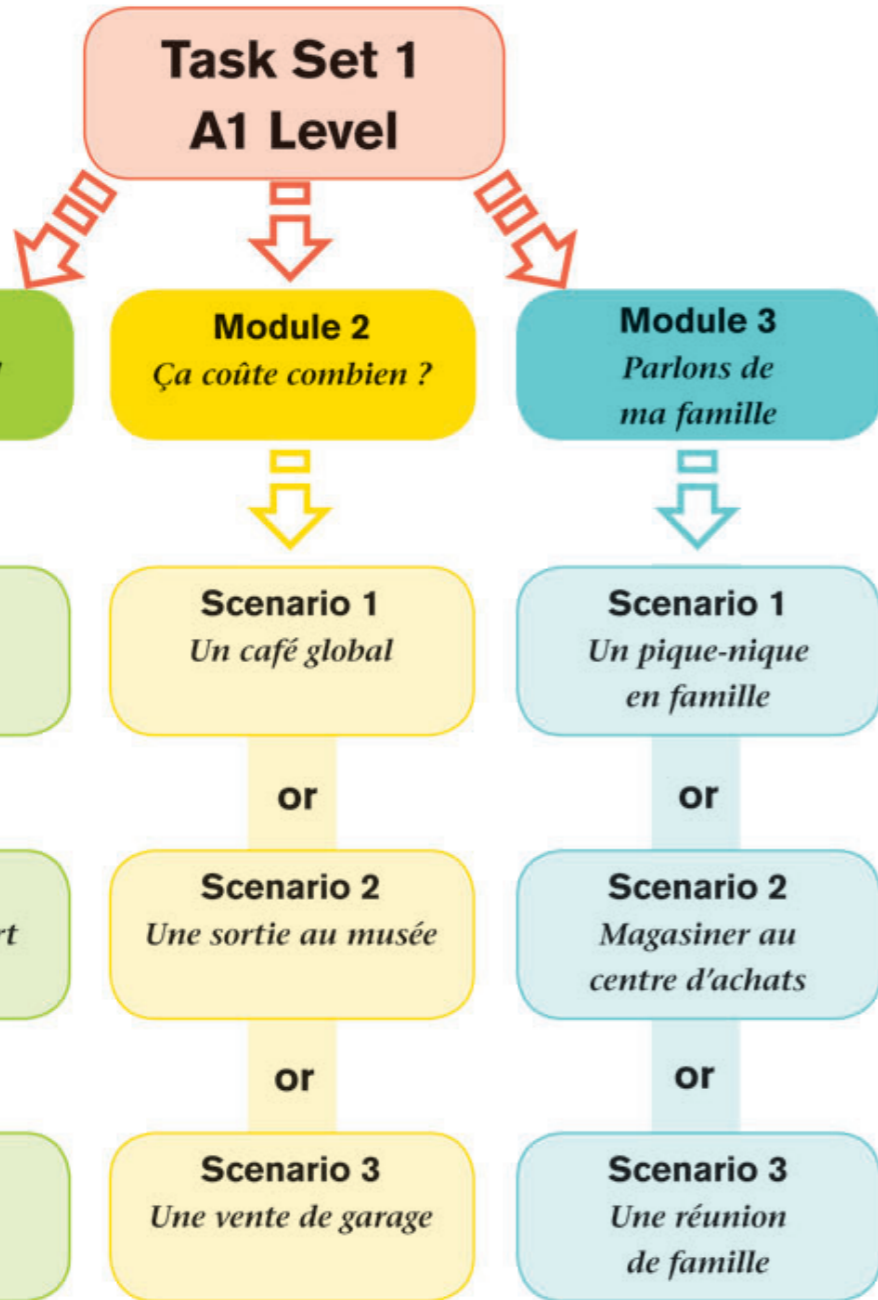 Task Set 1
A1 Level
Module 2
Ça coûte combien ?
Module 3
Parlons de
ma famille
Scenario 1
Un café global
Scenario 1
Un pique-nique
en famille
or
or
Scenario 2
Une sortie au musée
Scenario 2
Magasiner au
centre d'achats
or
or
Scenario 3
Une vente de garage
Scenario 3
Une réunion
de famille